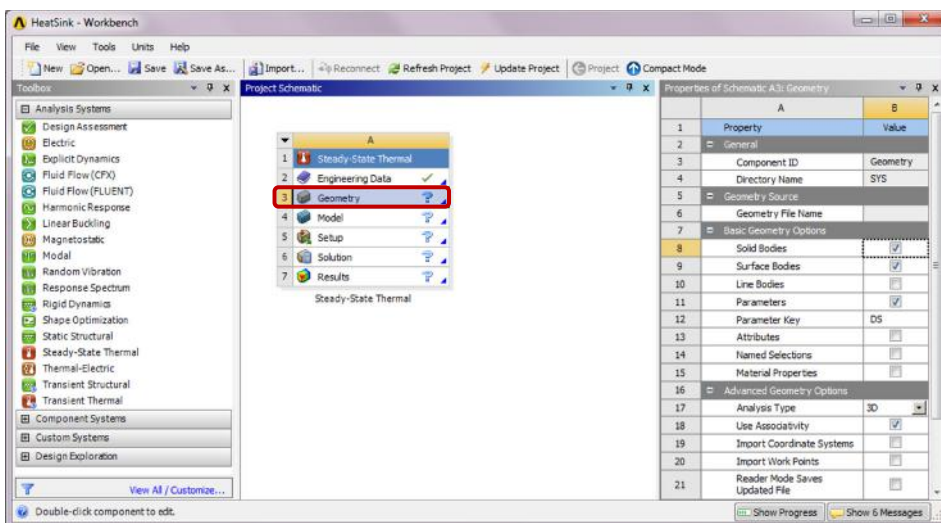 HeatSink - Workbench
File View Tools Units Help
New Open... Save Save As... Import... Reconnect Refresh Project Update Project Project Compact Mode
Toolbox
Analysis Systems
Design Assessment
Electric
Explicit Dynamics
Fluid Flow (CFX)
Fluid Flow (FLUENT)
Harmonic Response
Linear Buckling
Magnetostatic
Modal
Random Vibration
Response Spectrum
Rigid Dynamics
Shape Optimization
Static Structural
Steady-State Thermal
Thermal-Electric
Transient Structural
Transient Thermal
Component Systems
Custom Systems
Design Exploration
View All / Customize...
Project Schematic
A
1 Steady-State Thermal
2 Engineering Data
3 Geometry
4 Model
5 Setup
6 Solution
7 Results
Steady-State Thermal
Properties of Schematic A3: Geometry
A B
1 Property Value
2 General
3 Component ID Geometry
4 Directory Name SYS
5 Geometry Source
6 Geometry File Name
7 Basic Geometry Options
8 Solid Bodies
9 Surface Bodies
10 Line Bodies
11 Parameters
12 Parameter Key DS
13 Attributes
14 Named Selections
15 Material Properties
16 Advanced Geometry Options
17 Analysis Type 3D
18 Use Associativity
19 Import Coordinate Systems
20 Import Work Points
21 Reader Mode Saves
Updated File
Double-click component to edit.
Show Progress Show 6 Messages